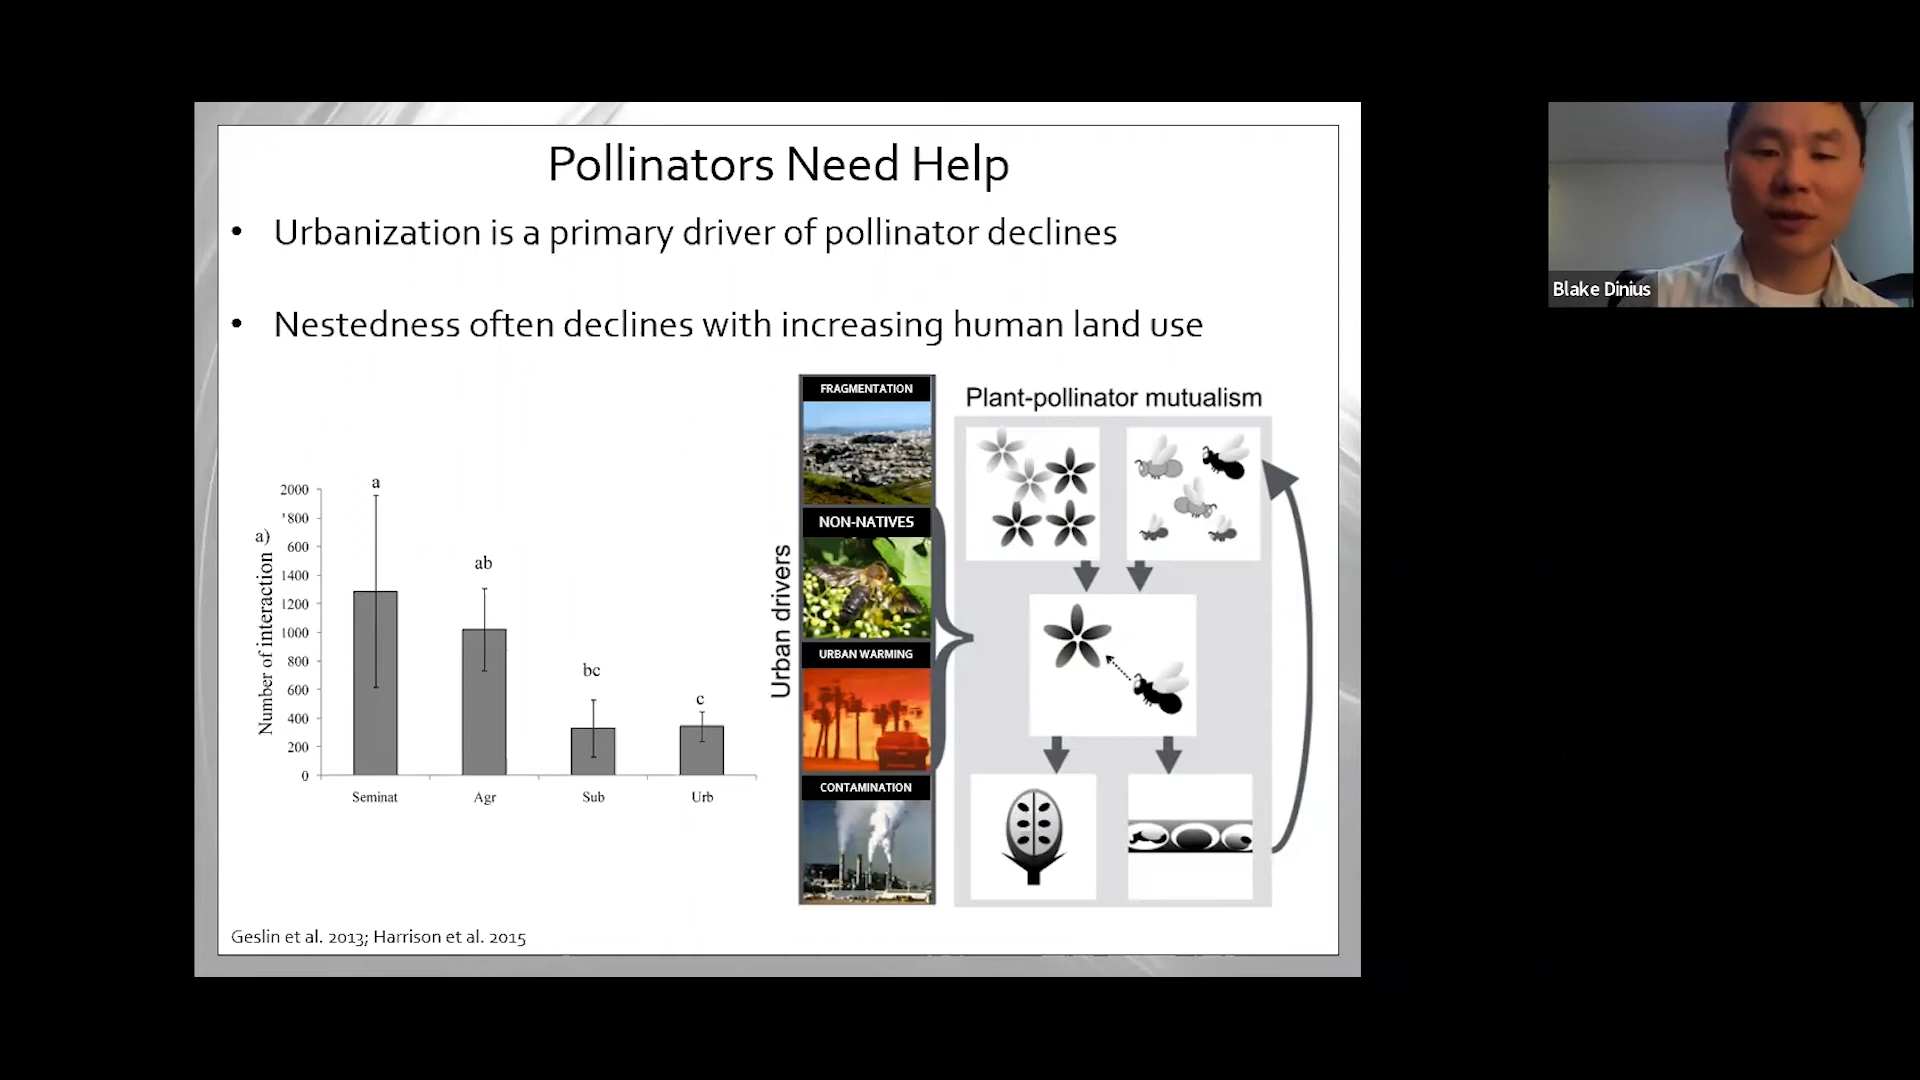 Pollinators Need Help
• Urbanization is a primary driver of pollinator declines
• Nestedness often declines with increasing human land use
a)
Number of interaction
2000
'800
600
1400
1200
1000
800
600
400
200
0
a
ab
bc
c
Seminat
Agr
Sub
Urb
Urban drivers
FRAGMENTATION
NON-NATIVES
URBAN WARMING
CONTAMINATION
Plant-pollinator mutualism
Geslin et al. 2013; Harrison et al. 2015
Blake Dinius